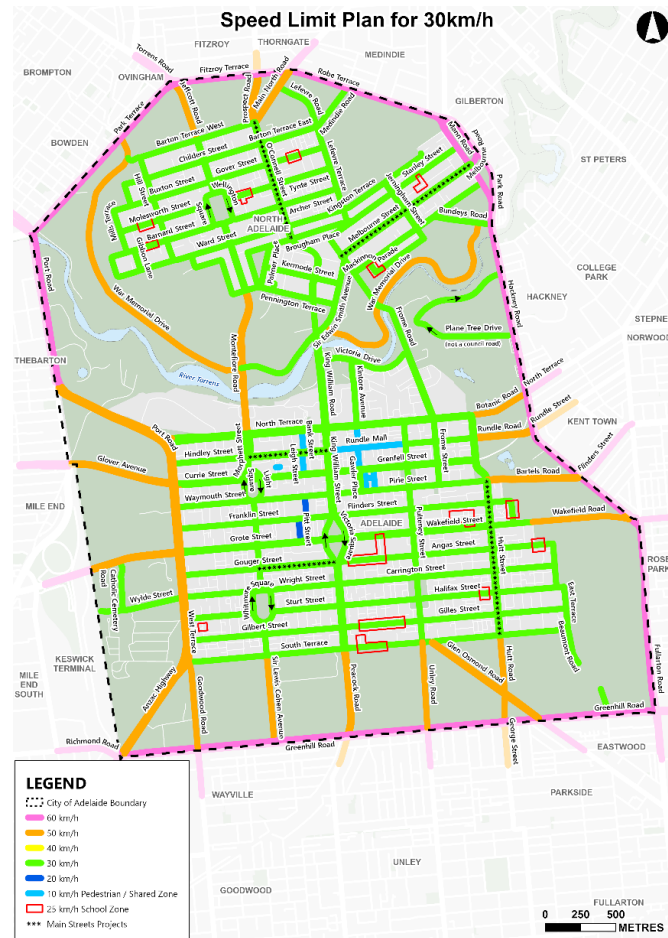 Speed Limit Plan for 30km/h
FITZROY
THORNGATE
MEDINDIE
Torrens Road
BROMPTON
OVINGHAM
Fitzroy Terrace
Robe Terrace
Jeffcott Road
Prospect Road
Main North Road
Lefevre Road
Medindie Road
GILBERTON
Park Terrace
Barton Terrace West
Barton Terrace East
Mann Road
BOWDEN
Childers Street
O'Connell Street
Lefevre Terrace
Stanley Street
ST PETERS
Gover Street
Hill Street
Buxton Street
Wellington
Square
Tynte Street
Kingston Terrace
Jerningham Street
Park Road
Molesworth Street
Archer Street
Mills Terrace
Barnard Street
NORTH
ADELAIDE
Melbourne Street
Bundeys Road
Gibbon Lane
Ward Street
Brougham Place
Palmer Place
Mackinnon Parade
Kermode Street
War Memorial Drive
COLLEGE
PARK
Port Road
War Memorial Drive
Pennington Terrace
Sir Edwin Smith Avenue
Frome Road
Hackney Road
HACKNEY
STEPNE
NORWOO
Plane Tree Drive
(not a council road)
THEBARTON
River Torrens
Montefiore Road
King William Road
Victoria Drive
Kintore Avenue
North Terrace
Botanic Road
Rundle Street
Port Road
North Terrace
Bank Street
Rundle Mall
Rundle Road
KENT TOWN
Hindley Street
Morphett Street
Leigh Street
King William Street
Gawler Place
Grenfell Street
Frome Street
Flinders Street
Glover Avenue
Currie Street
Light
Square
Pirie Street
Bartels Road
MILE END
Waymouth Street
Flinders Street
Franklin Street
Pitt Street
Victoria Square
ADELAIDE
Pulteney Street
Wakefield Street
Wakefield Road
Grote Street
Angas Street
Hutt Street
ROSE
PARK
Gouger Street
Carrington Street
Wright Street
Catholic Cemetery
Road
Wylde Street
Whitmore Square
Sturt Street
Halifax Street
Gilles Street
East Terrace
West Terrace
Gilbert Street
South Terrace
Beaumont Road
KESWICK
TERMINAL
MILE
END
SOUTH
Anzac Highway
Goodwood Road
Sir Lewis Cohen Avenue
Peacock Road
Unley Road
Glen Osmond Road
Hutt Road
Fullarton Road
Greenhill Road
Richmond Road
Greenhill Road
George Street
EASTWOOD
WAYVILLE
PARKSIDE
UNLEY
GOODWOOD
FULLARTON
LEGEND
City of Adelaide Boundary
60 km/h
50 km/h
40 km/h
30 km/h
20 km/h
10 km/h Pedestrian / Shared Zone
25 km/h School Zone
*** Main Streets Projects
0 250 500
METRES